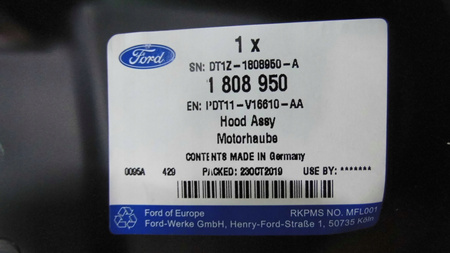 Ford
1 x
SN: DT1Z-1808950-A
1 808 950
EN: PDT11-V16610-AA
Hood Assy
Motorhaube
CONTENTS MADE IN Germany
0095A 429 PACKED: 23OCT2019 USE BY: *******
Ford of Europe RKPMS NO. MFL001
Ford-Werke GmbH, Henry-Ford-Straße 1, 50735 Köln